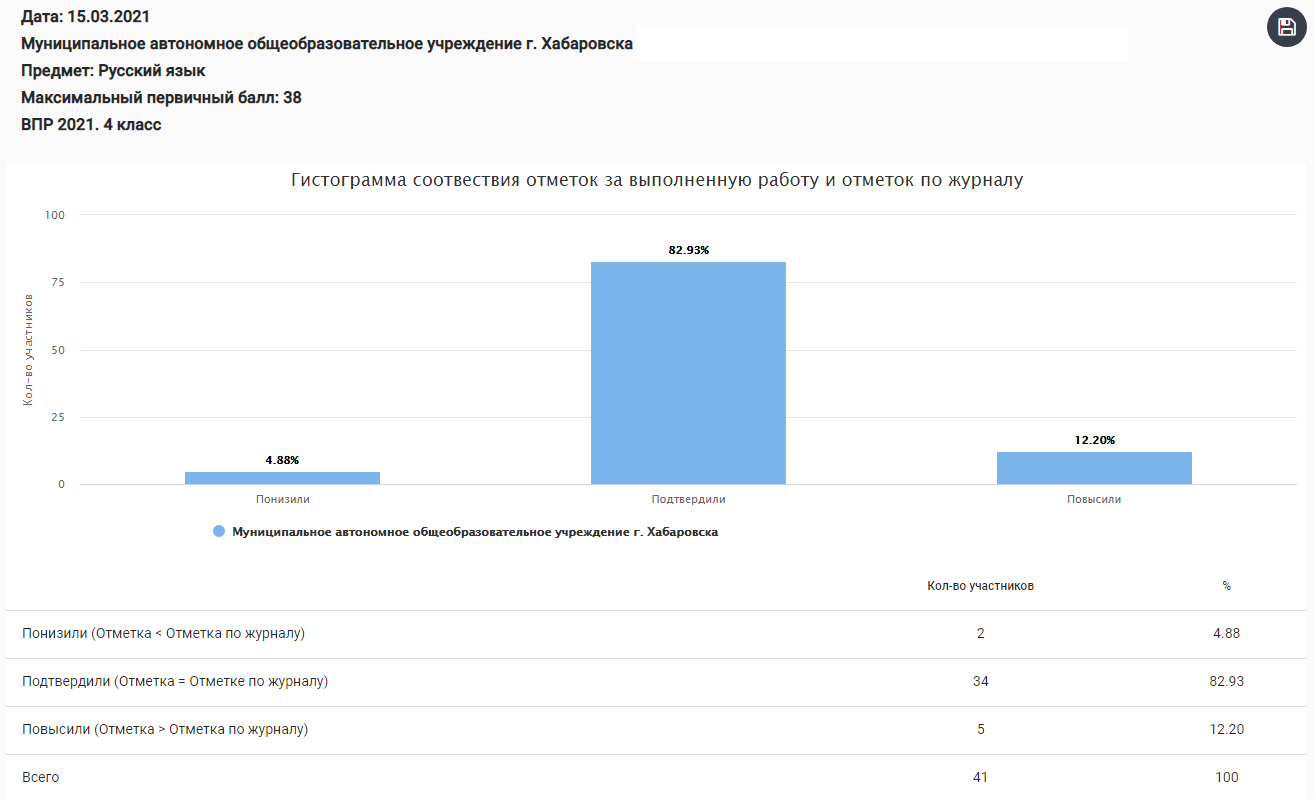 Дата: 15.03.2021
Муниципальное автономное общеобразовательное учреждение г. Хабаровска
Предмет: Русский язык
Максимальный первичный балл: 38
ВПР 2021. 4 класс
Гистограмма соотвествия отметок за выполненную работу и отметок по журналу
100
75
50
25
0
Кол-во участников
4.88%
82.93%
12.20%
Понизили
Подтвердили
Повысили
Муниципальное автономное общеобразовательное учреждение г. Хабаровска
Кол-во участников %
Понизили (Отметка < Отметка по журналу) 2 4.88
Подтвердили (Отметка = Отметке по журналу) 34 82.93
Повысили (Отметка > Отметка по журналу) 5 12.20
Всего 41 100